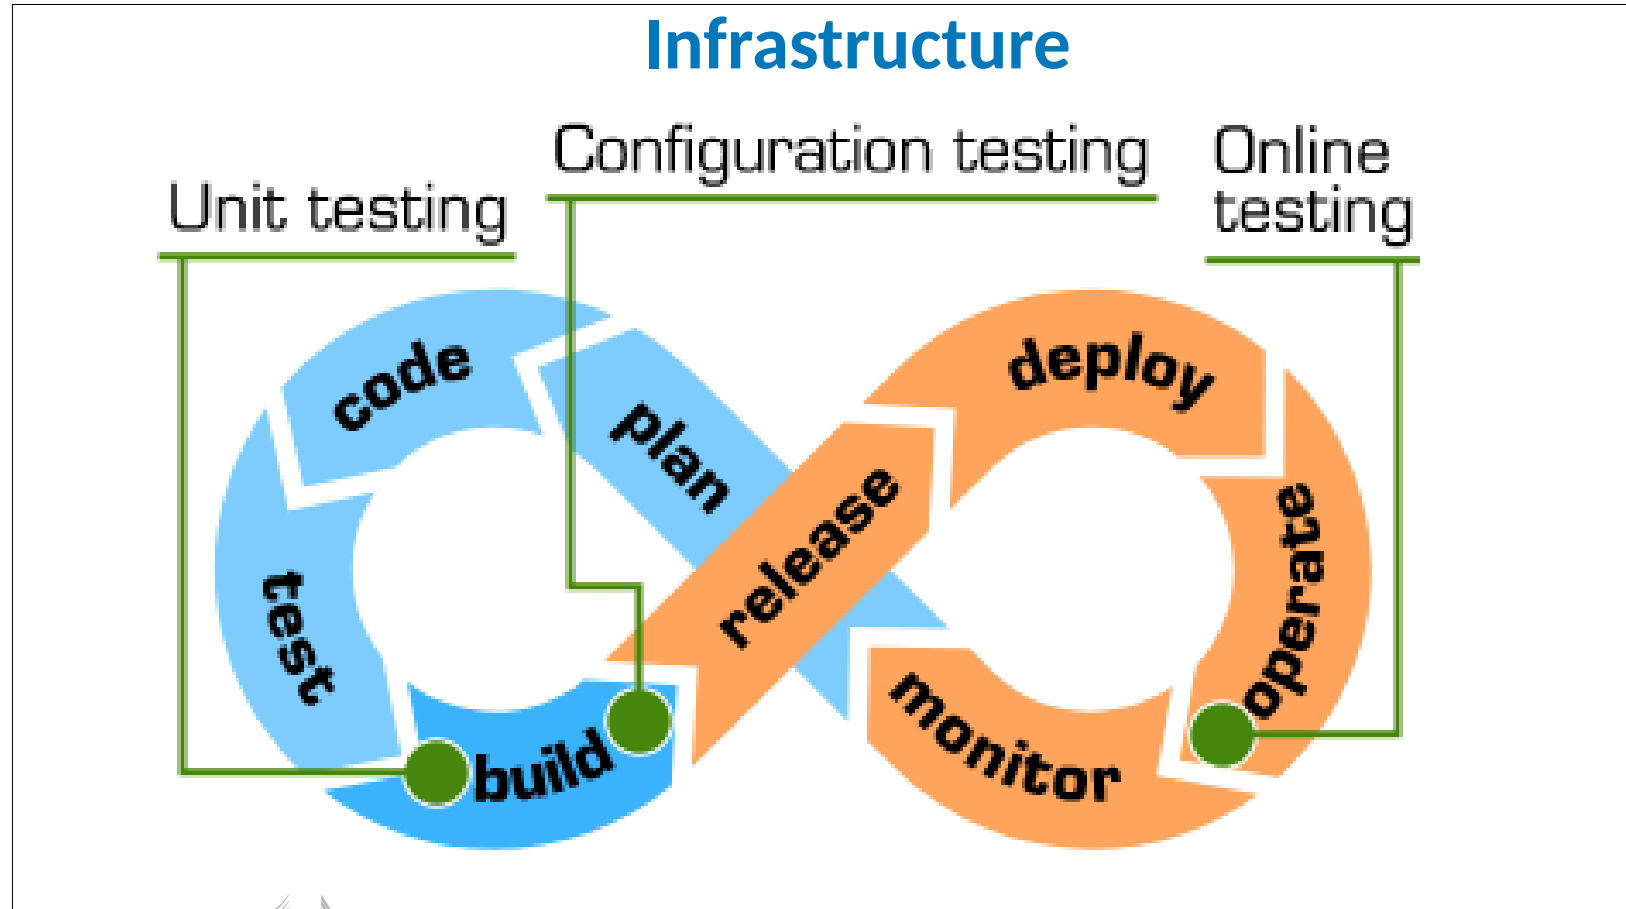 Infrastructure
Configuration testing
Online
testing
Unit testing
code
deploy
plan
release
operate
test
build
monitor